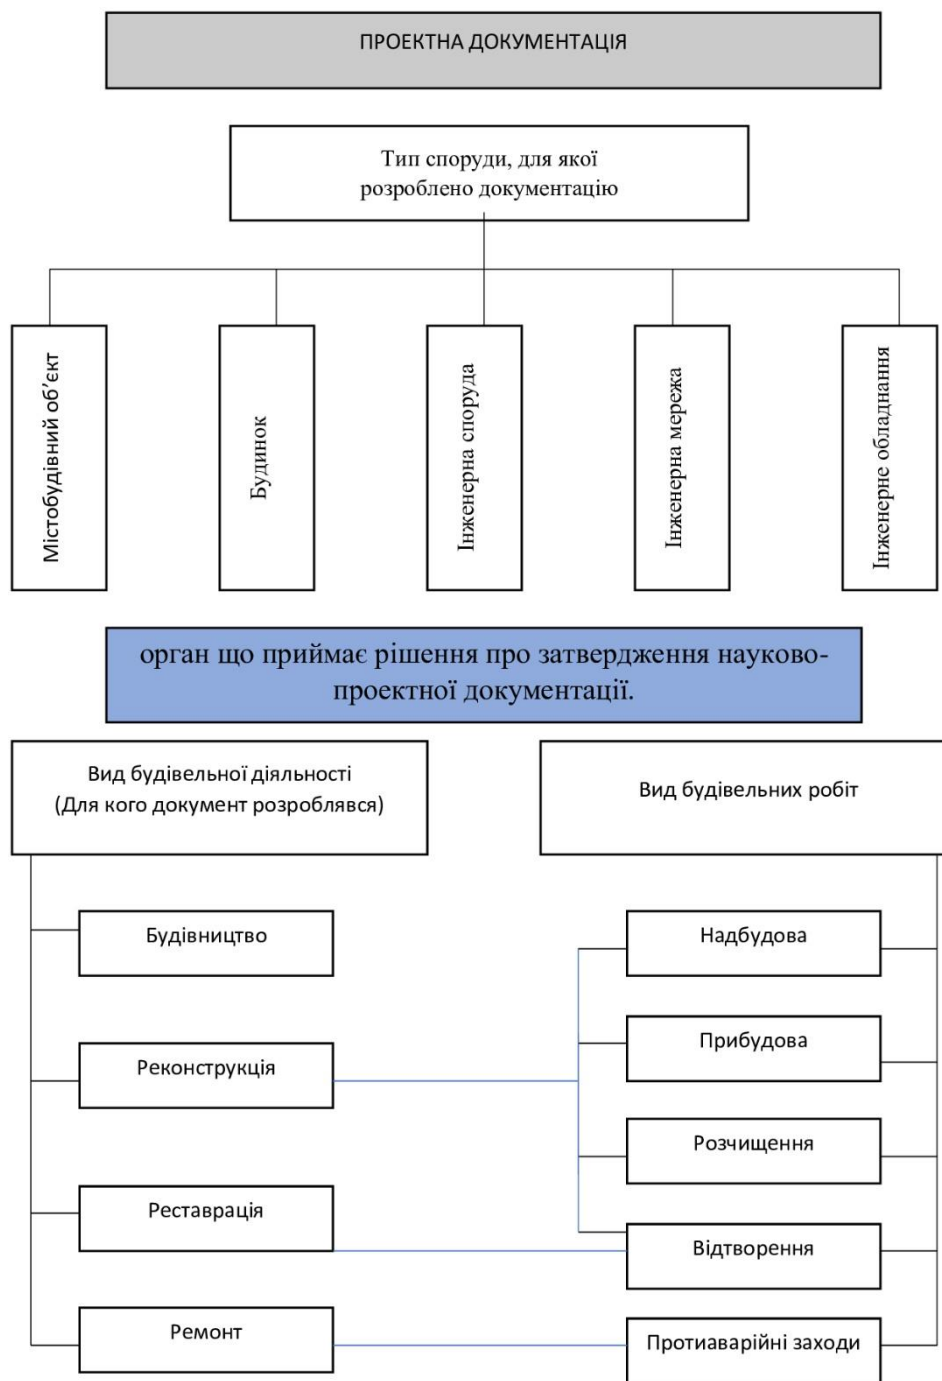 ПРОЕКТНА ДОКУМЕНТАЦІЯ
Тип споруди, для якої
розроблено документацію
Містобудівний об’єкт
Будинок
Інженерна споруда
Інженерна мережа
Інженерне обладнання
орган що приймає рішення про затвердження науково-
проектної документації.
Вид будівельної діяльності
(Для кого документ розроблявся)
Вид будівельних робіт
Будівництво
Надбудова
Реконструкція
Прибудова
Розчищення
Реставрація
Відтворення
Ремонт
Протиаварійні заходи